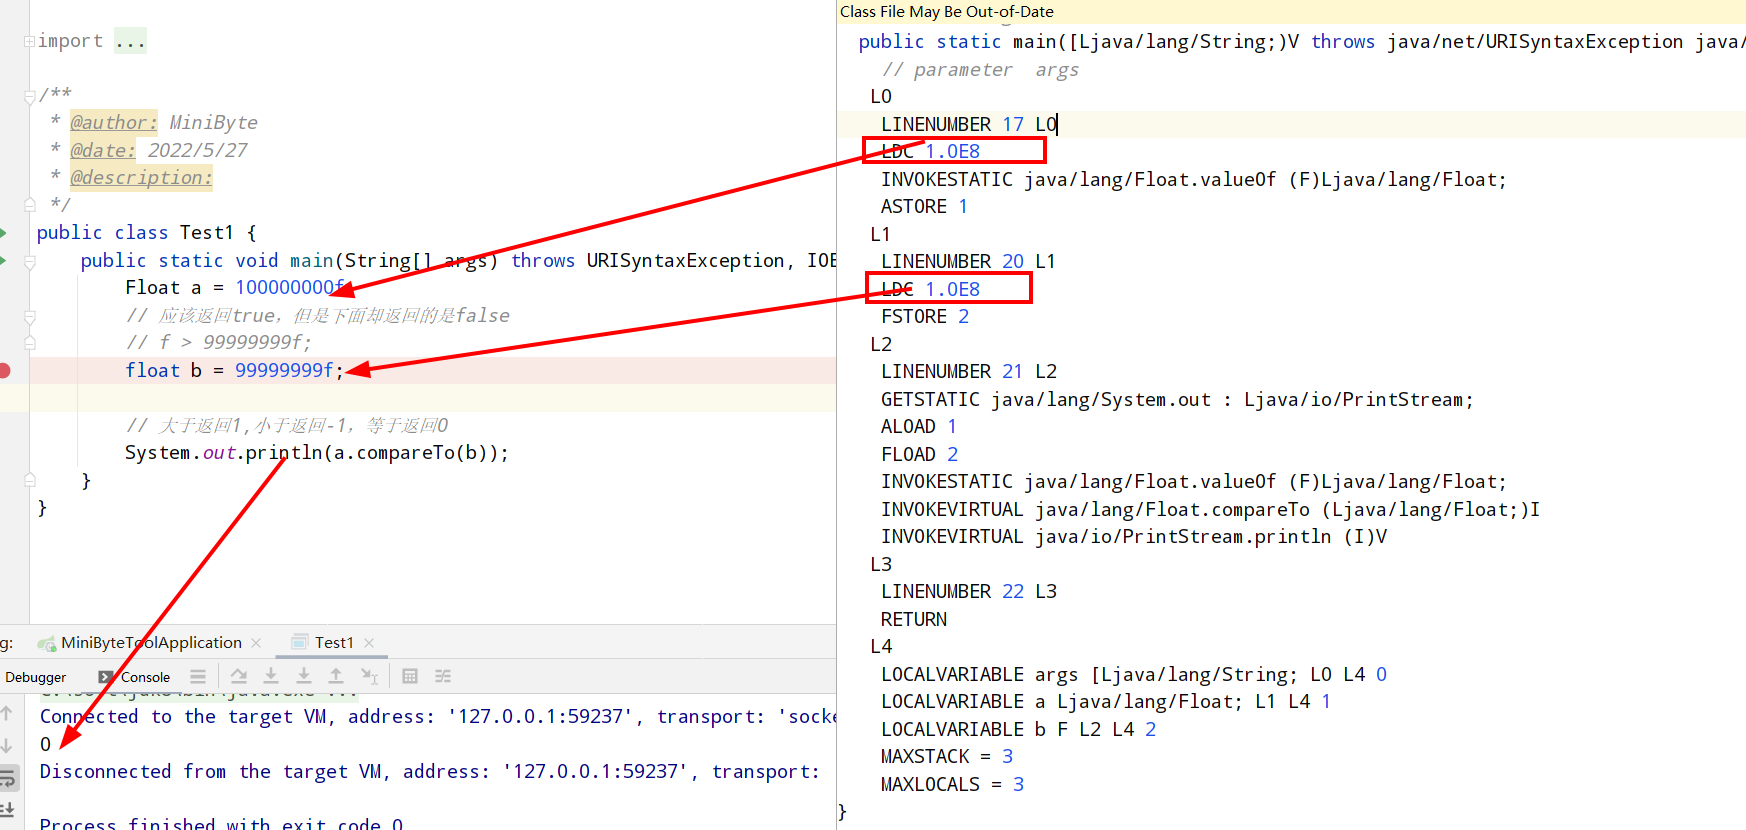 import ...
/**
* @author: MiniByte
* @date: 2022/5/27
* @description:
*/
public class Test1 {
public static void main(String[] args) throws URISyntaxException, IOE
Float a = 100000000f
// 应该返回true，但是下面却返回的是false
// f > 99999999f;
float b = 99999999f;
// 大于返回1,小于返回-1，等于返回0
System.out.println(a.compareTo(b));
}
}
Class File May Be Out-of-Date
public static main([Ljava/lang/String;)V throws java/net/URISyntaxException java/
// parameter  args
L0
LINENUMBER 17 L0
LDC 1.0E8
INVOKESTATIC java/lang/Float.valueOf (F)Ljava/lang/Float;
ASTORE 1
L1
LINENUMBER 20 L1
LDC 1.0E8
FSTORE 2
L2
LINENUMBER 21 L2
GETSTATIC java/lang/System.out : Ljava/io/PrintStream;
ALOAD 1
FLOAD 2
INVOKESTATIC java/lang/Float.valueOf (F)Ljava/lang/Float;
INVOKEVIRTUAL java/lang/Float.compareTo (Ljava/lang/Float;)I
INVOKEVIRTUAL java/io/PrintStream.println (I)V
L3
LINENUMBER 22 L3
RETURN
L4
LOCALVARIABLE args [Ljava/lang/String; L0 L4 0
LOCALVARIABLE a Ljava/lang/Float; L1 L4 1
LOCALVARIABLE b F L2 L4 2
MAXSTACK = 3
MAXLOCALS = 3
}
g: MiniByteToolApplication Test1
Debugger Console
Connected to the target VM, address: '127.0.0.1:59237', transport: 'socke
0
Disconnected from the target VM, address: '127.0.0.1:59237', transport:
Process finished with exit code 0